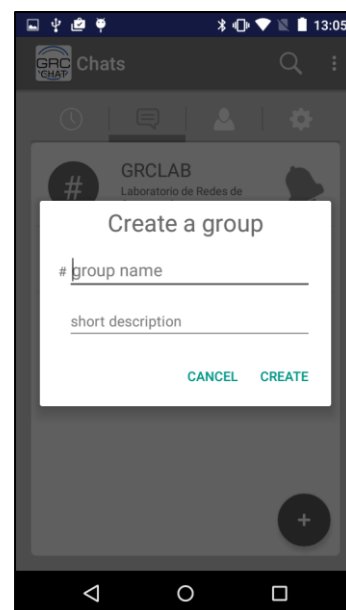 13:05
GRC
CHAT
Chats
#
GRCLAB
Laboratorio de Redes de
Create a group
# group name
short description
CANCEL CREATE
+